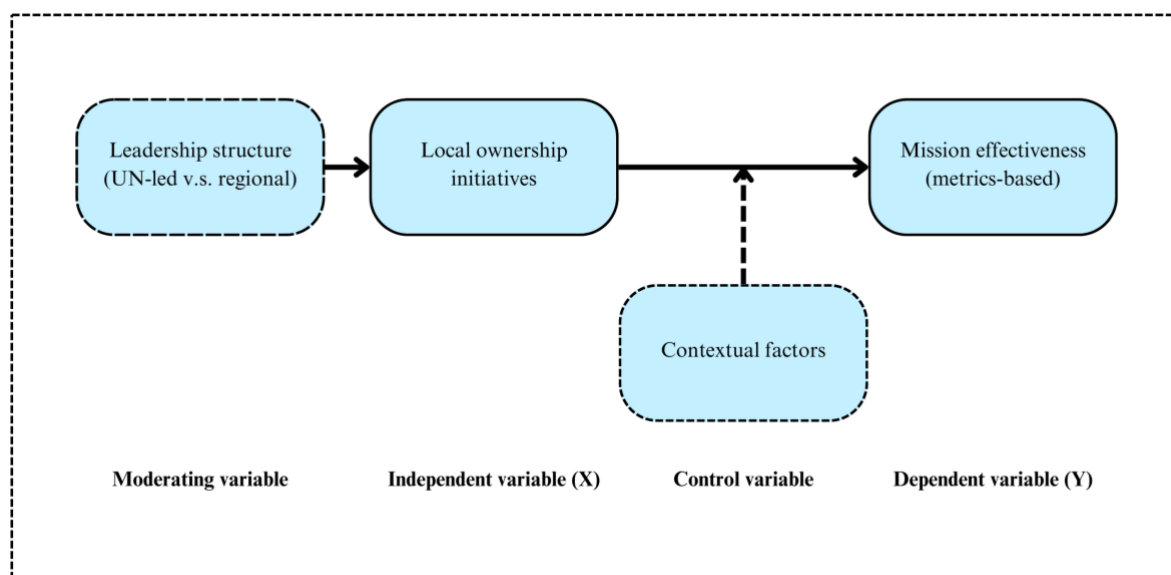 Leadership structure
(UN-led v.s. regional)
Local ownership
initiatives
Mission effectiveness
(metrics-based)
Contextual factors
Moderating variable
Independent variable (X)
Control variable
Dependent variable (Y)